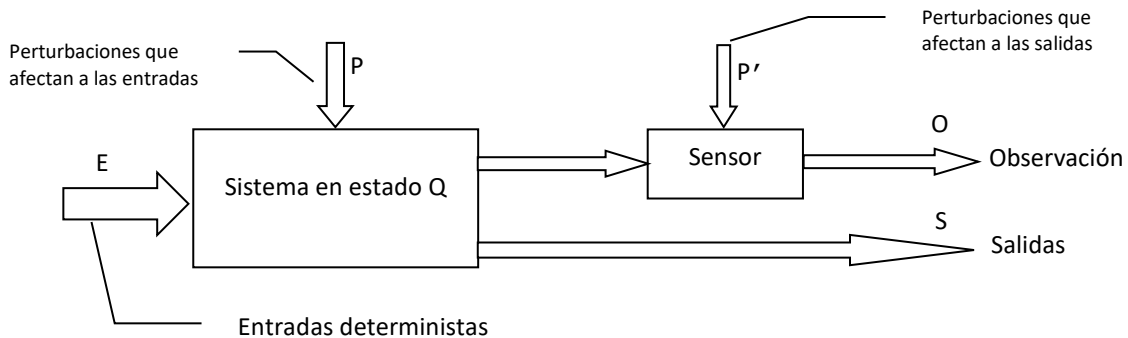 Perturbaciones que
afectan a las entradas
P
Perturbaciones que
afectan a las salidas
P’
E
Sistema en estado Q
Sensor
O
Observación
S
Salidas
Entradas deterministas